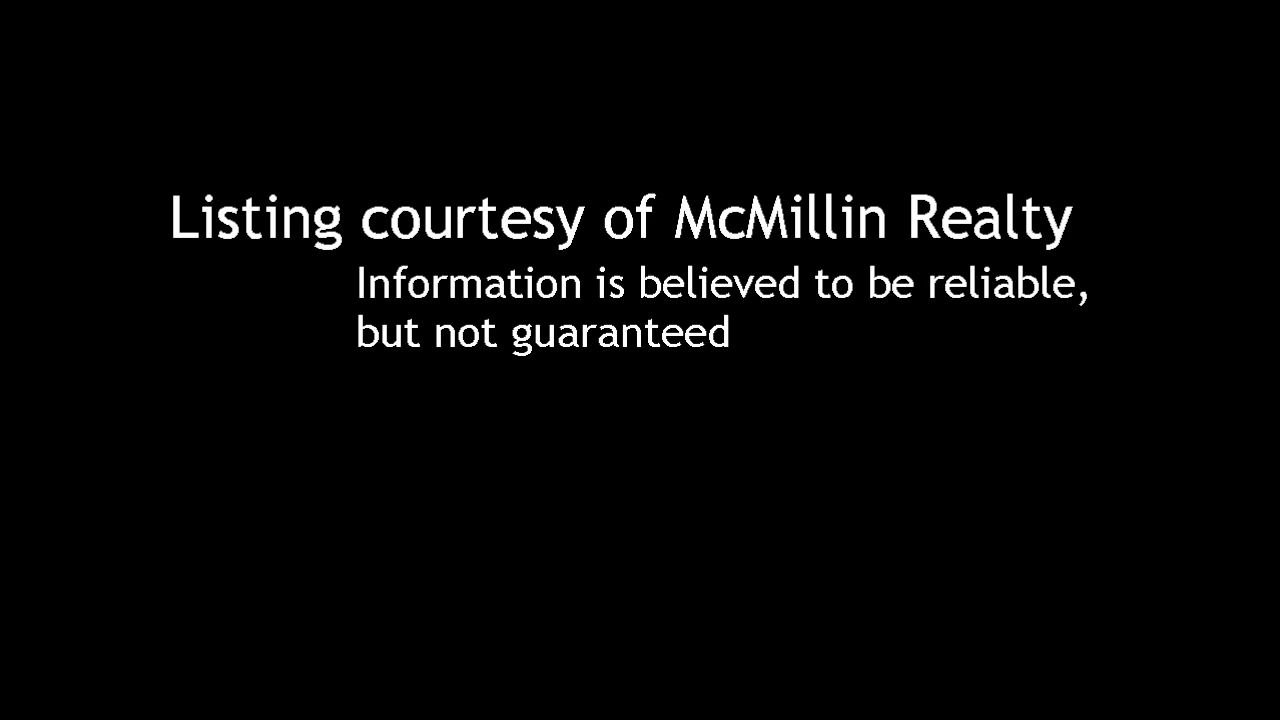 Listing courtesy of McMillin Realty
Information is believed to be reliable,
but not guaranteed